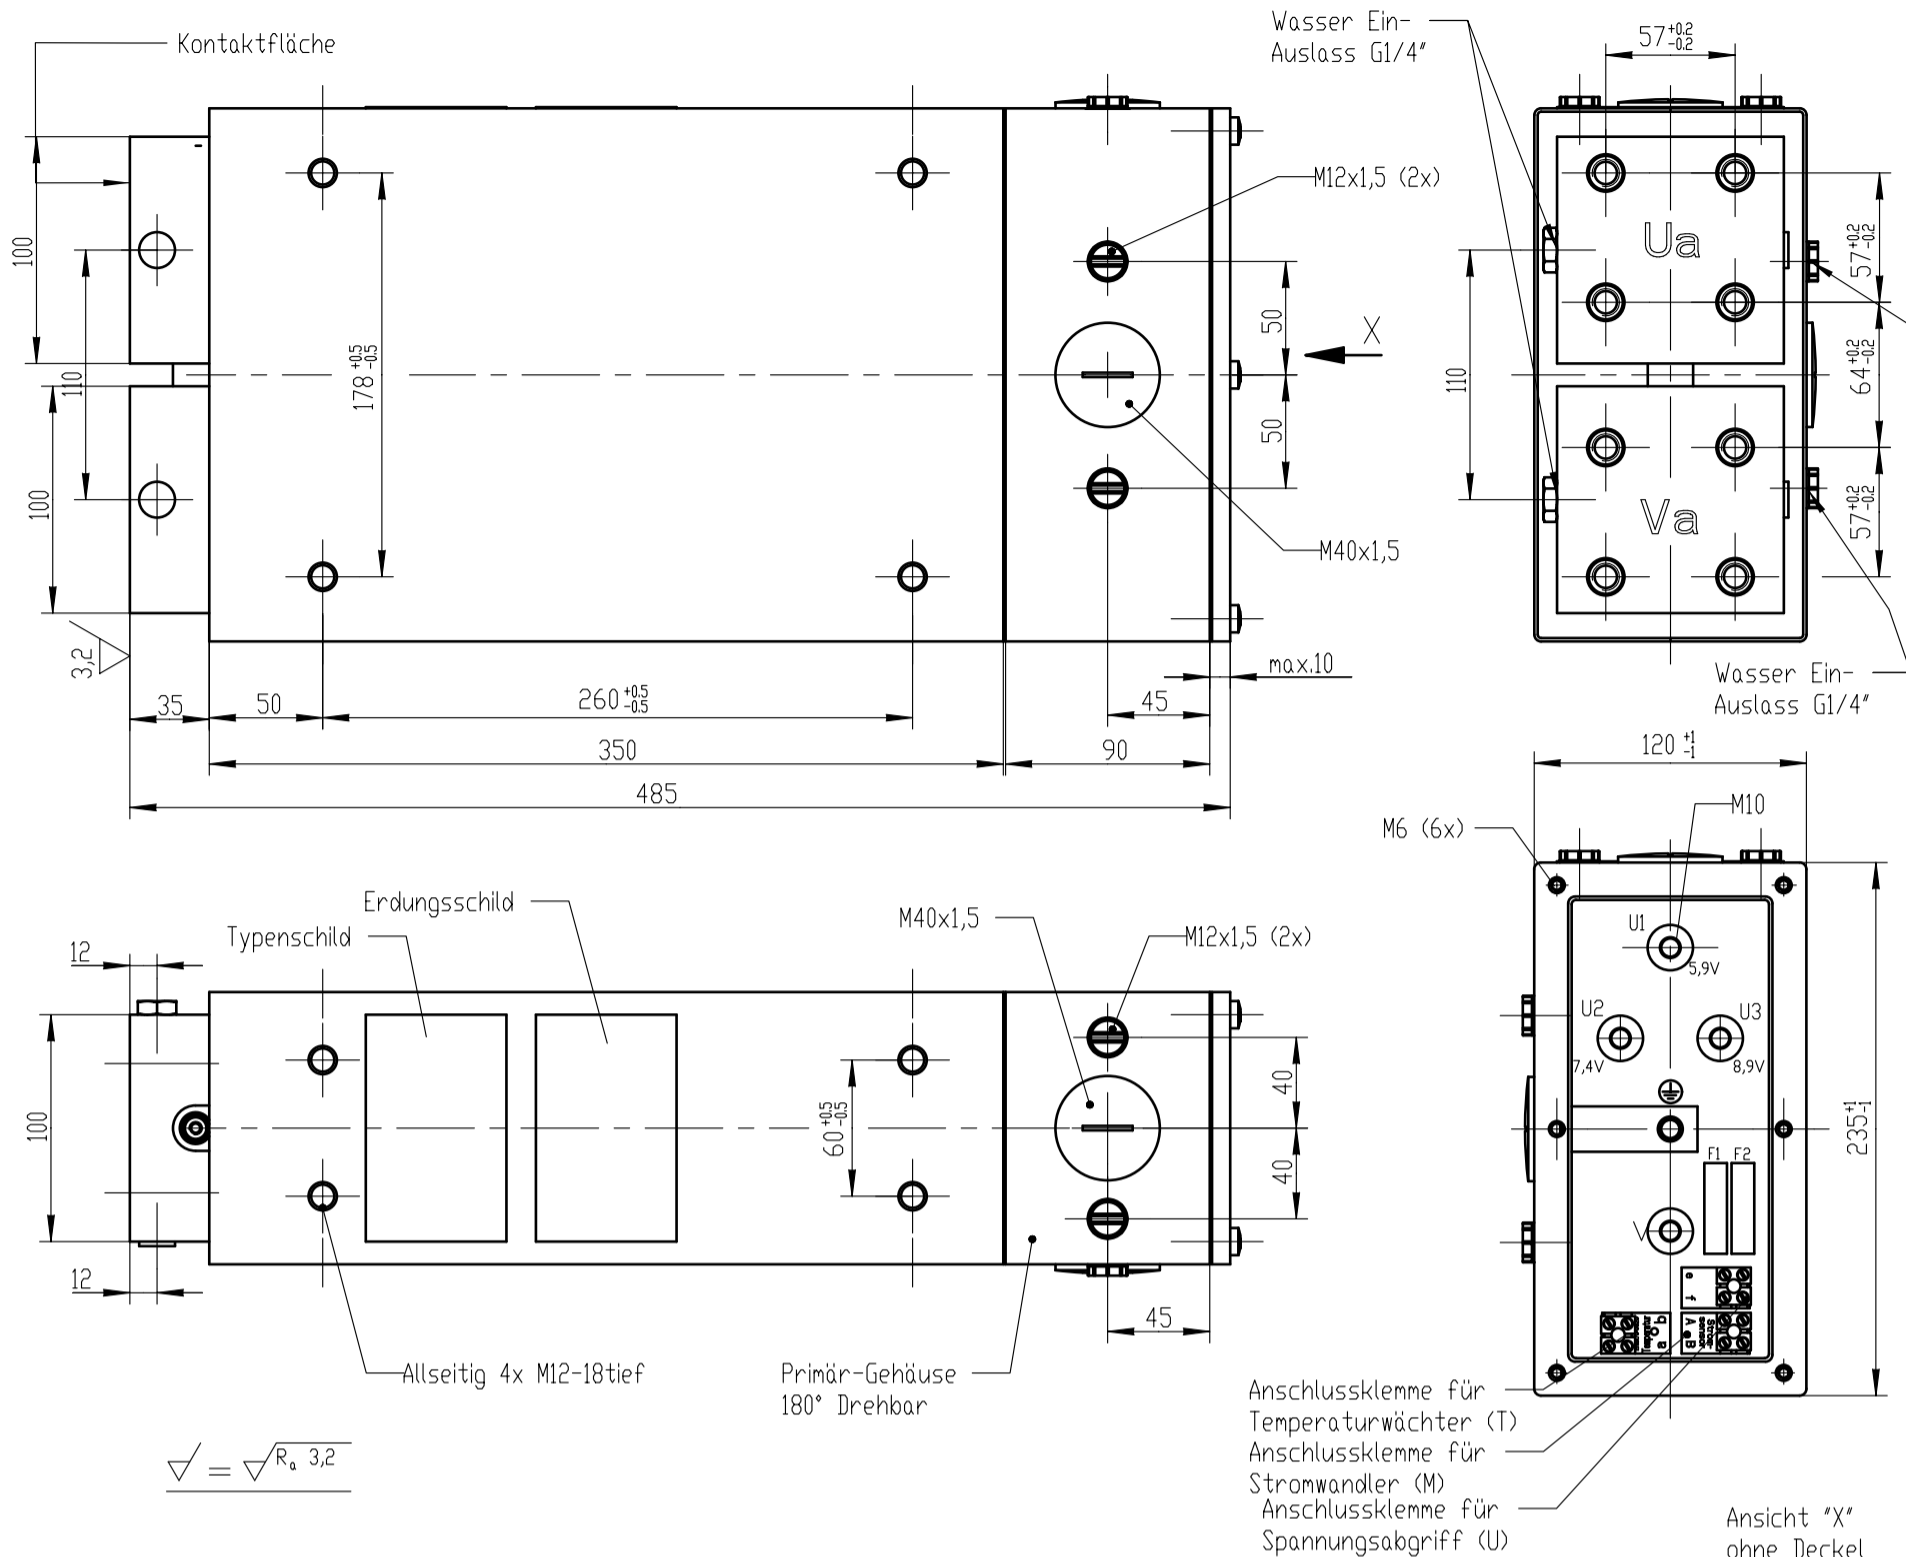 Kontaktfläche
Wasser Ein-
Auslass G1/4"
57 +0.2 -0.2
M12x1,5 (2x)
100
110
100
178 +0.5 -0.5
50
50
X
M40x1,5
3,2
35
50
260 +0.5 -0.5
45
max.10
350
90
485
Ua
Va
110
57 +0.2 -0.2
64 +0.2 -0.2
57 +0.2 -0.2
Wasser Ein-
Auslass G1/4"
120 +1 -1
M10
M6 (6x)
U1
5,9V
U2
7,4V
U3
8,9V
F1 F2
V
235 +1 -1
e f
A B
Erdungsschild
Typenschild
M40x1,5
M12x1,5 (2x)
12
100
12
60 +0.5 -0.5
40
40
45
Allseitig 4x M12-18tief
Primär-Gehäuse
180° Drehbar
= Ra 3,2
Anschlussklemme für
Temperaturwächter (T)
Anschlussklemme für
Stromwandler (M)
Anschlussklemme für
Spannungsabgriff (U)
Ansicht "X"
ohne Deckel